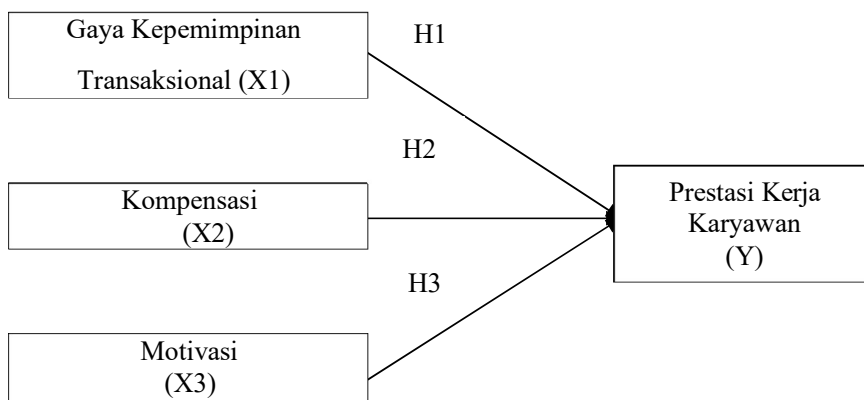 Gaya Kepemimpinan
Transaksional (X1)
H1
H2
Kompensasi
(X2)
Prestasi Kerja
Karyawan
(Y)
H3
Motivasi
(X3)